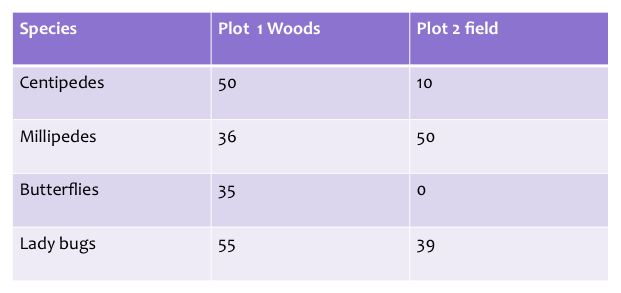 Species Plot  1 Woods Plot 2 field
Centipedes 50 10
Millipedes 36 50
Butterflies 35 0
Lady bugs 55 39